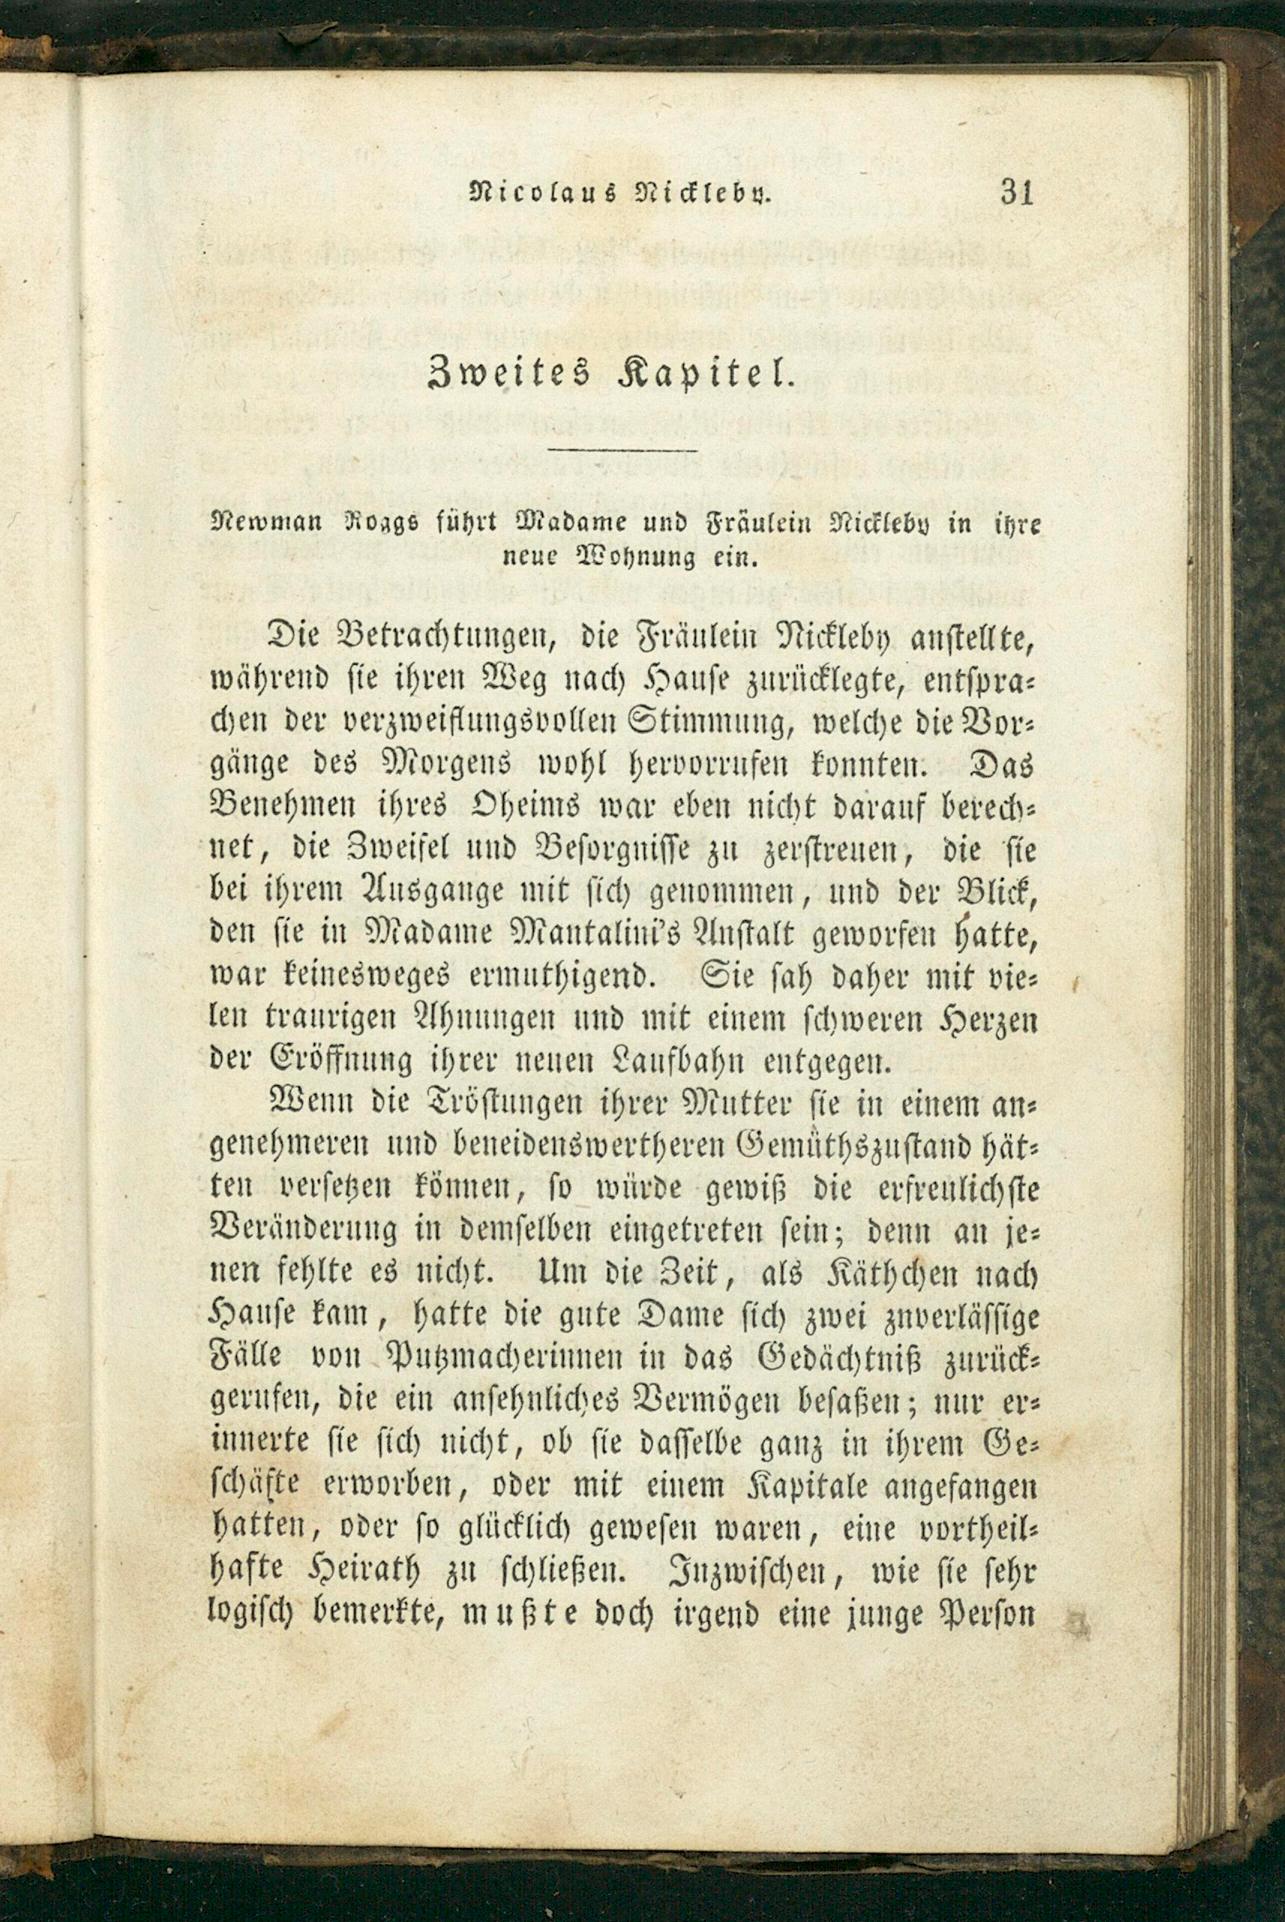 Nicolaus Nickleby. 31
Zweites Kapitel.
Newman Noggs führt Madame und Fräulein Nickleby in ihre
neue Wohnung ein.
Die Betrachtungen, die Fräulein Nickleby anstellte,
während sie ihren Weg nach Hause zurücklegte, entspra-
chen der verzweiflungsvollen Stimmung, welche die Vor-
gänge des Morgens wohl hervorrufen konnten. Das
Benehmen ihres Oheims war eben nicht darauf berech-
net, die Zweifel und Besorgnisse zu zerstreuen, die sie
bei ihrem Ausgange mit sich genommen, und der Blick,
den sie in Madame Mantalini's Anstalt geworfen hatte,
war keinesweges ermuthigend. Sie sah daher mit vie-
len traurigen Ahnungen und mit einem schweren Herzen
der Eröffnung ihrer neuen Laufbahn entgegen.
Wenn die Tröstungen ihrer Mutter sie in einem an-
genehmeren und beneidenswertheren Gemüthszustand hät-
ten versetzen können, so würde gewiß die erfreulichste
Veränderung in demselben eingetreten sein; denn an je-
nen fehlte es nicht. Um die Zeit, als Käthchen nach
Hause kam, hatte die gute Dame sich zwei zuverlässige
Fälle von Putzmacherinnen in das Gedächtniß zurück-
gerufen, die ein ansehnliches Vermögen besaßen; nur er-
innerte sie sich nicht, ob sie dasselbe ganz in ihrem Ge-
schäfte erworben, oder mit einem Kapitale angefangen
hatten, oder so glücklich gewesen waren, eine vortheil-
hafte Heirath zu schließen. Inzwischen, wie sie sehr
logisch bemerkte, mußte doch irgend eine junge Person